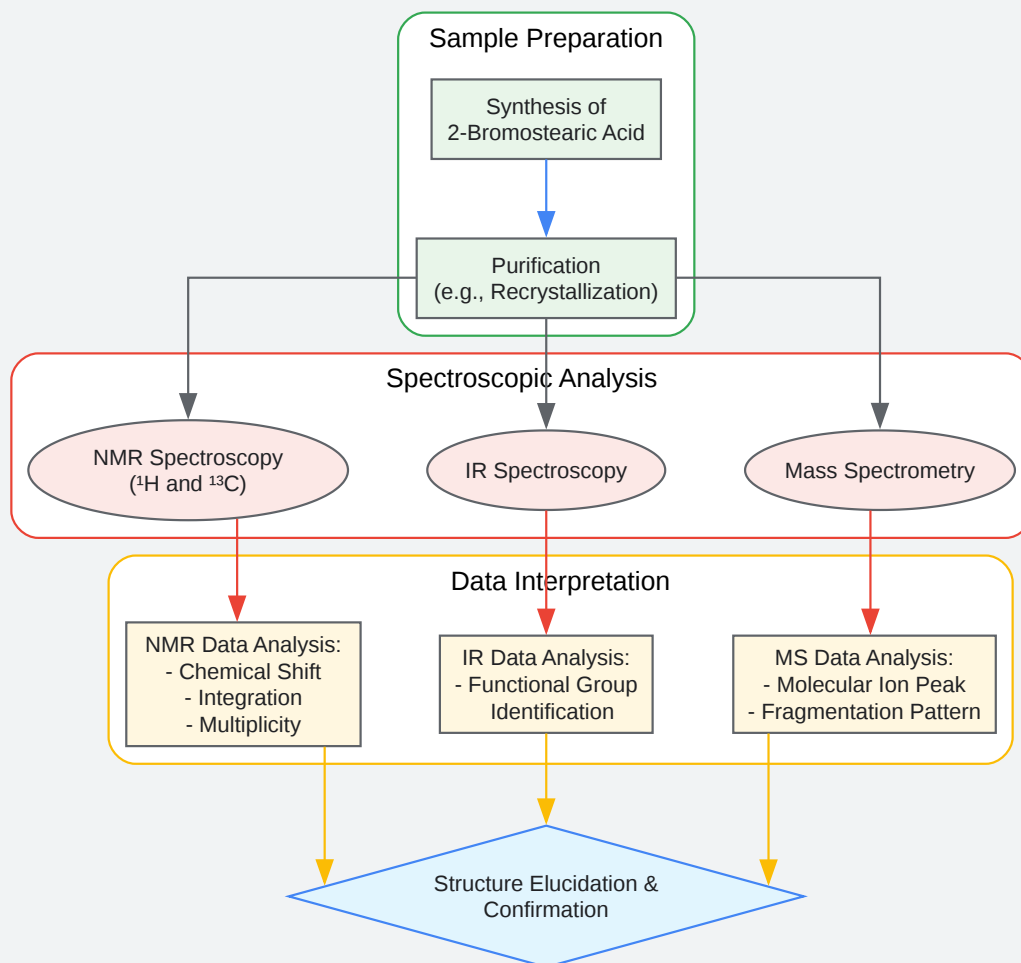 Sample Preparation
Synthesis of
2-Bromostearic Acid
Purification
(e.g., Recrystallization)
Spectroscopic Analysis
NMR Spectroscopy
(¹H and ¹³C)
IR Spectroscopy
Mass Spectrometry
Data Interpretation
NMR Data Analysis:
- Chemical Shift
- Integration
- Multiplicity
IR Data Analysis:
- Functional Group
Identification
MS Data Analysis:
- Molecular Ion Peak
- Fragmentation Pattern
Structure Elucidation &
Confirmation